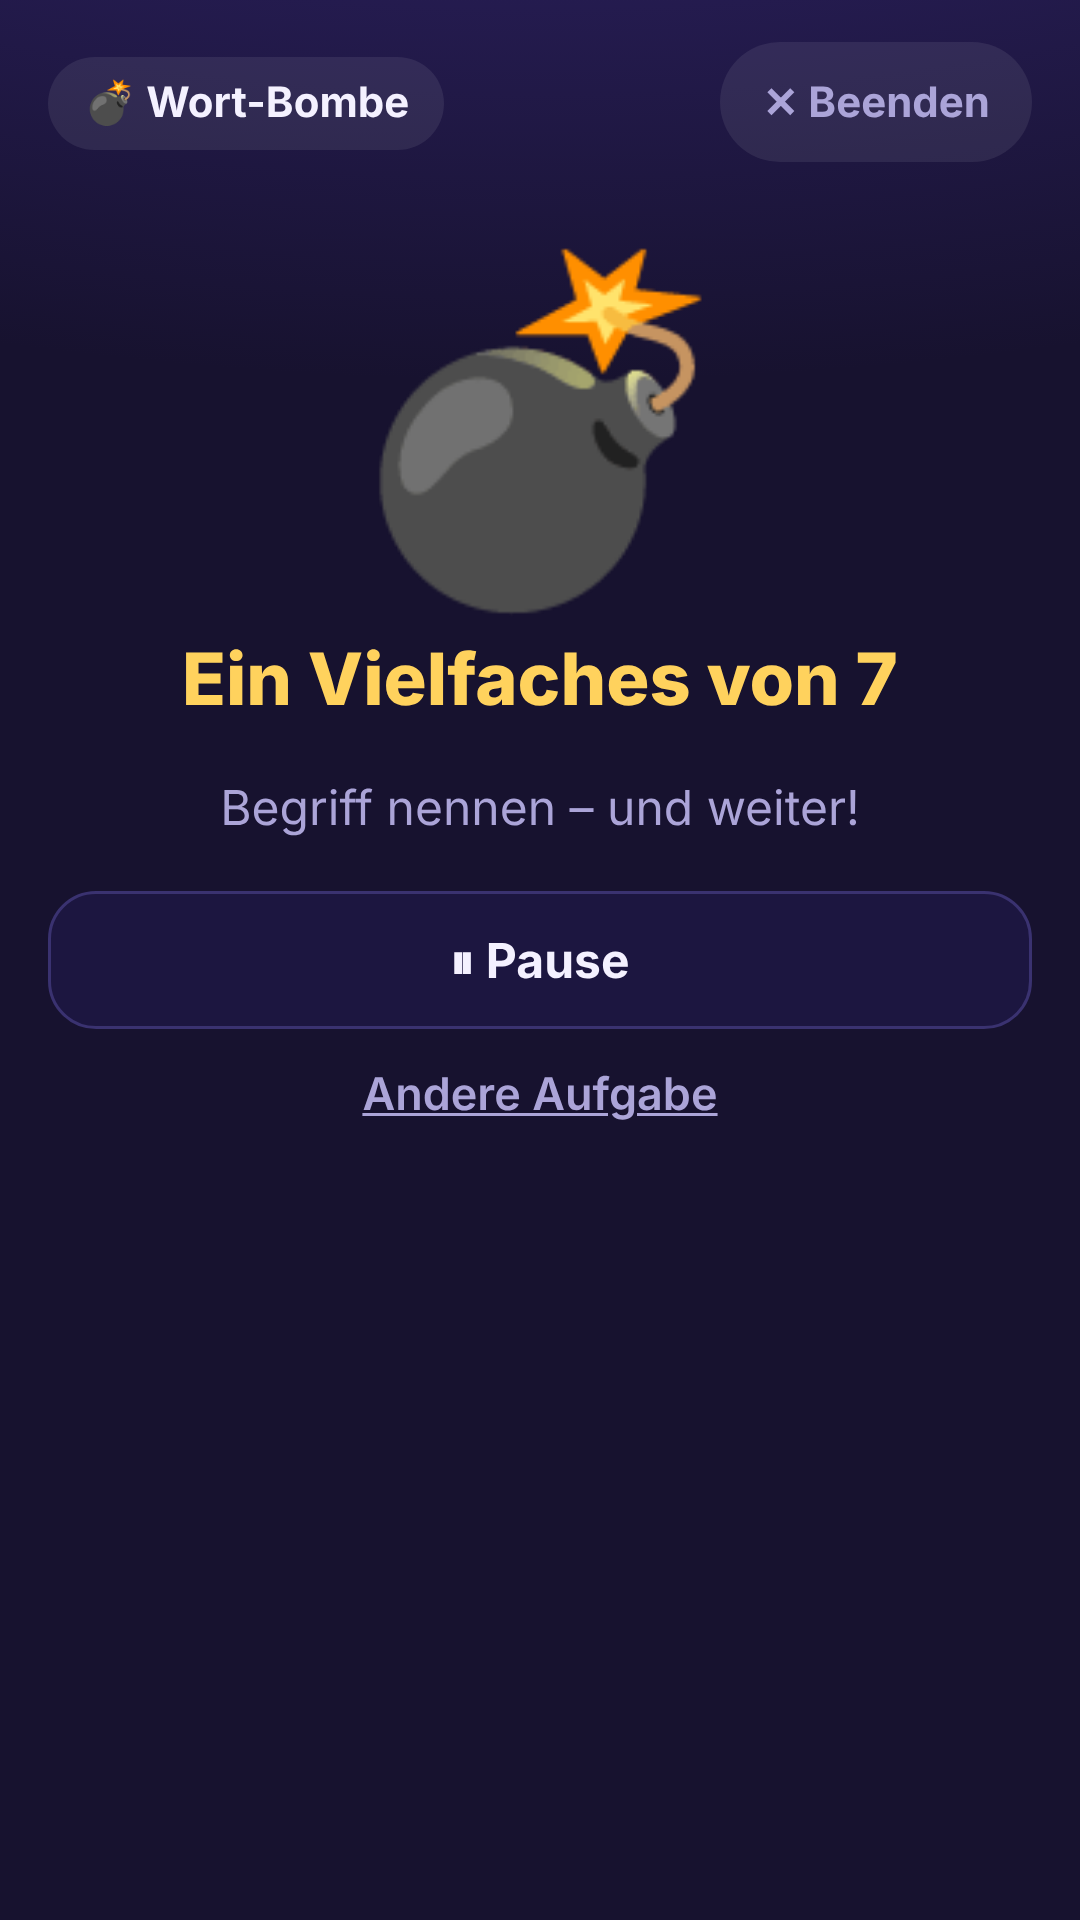 💣 Wort-Bombe
✕ Beenden
Ein Vielfaches von 7
Begriff nennen – und weiter!
⏸ Pause
Andere Aufgabe